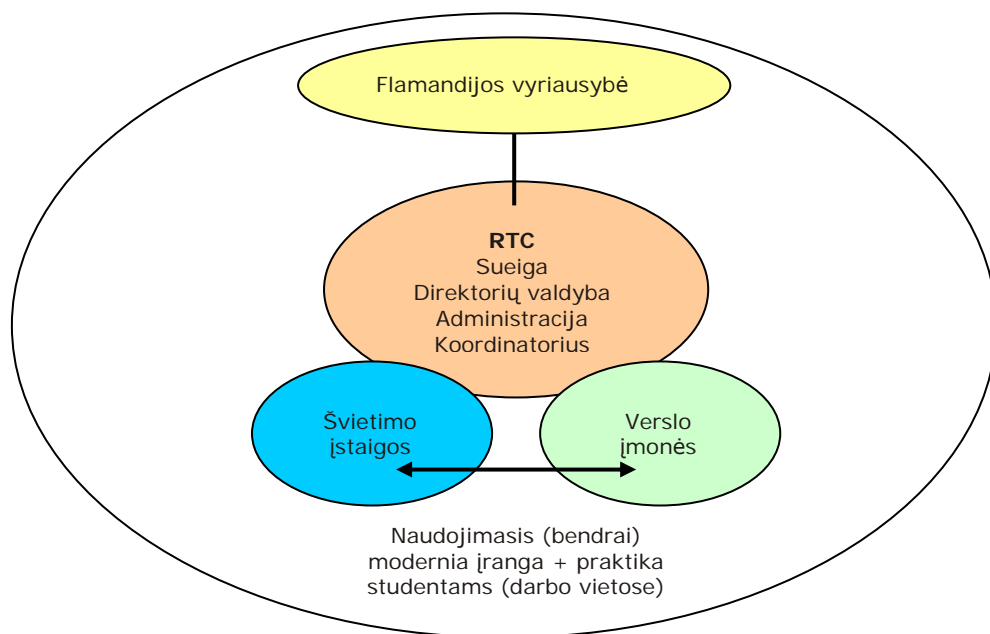 Flamandijos vyriausybė
RTC
Sueiga
Direktorių valdyba
Administracija
Koordinatorius
Švietimo
įstaigos
Verslo
įmonės
Naudojimasis (bendrai)
modernia įranga + praktika
studentams (darbo vietose)